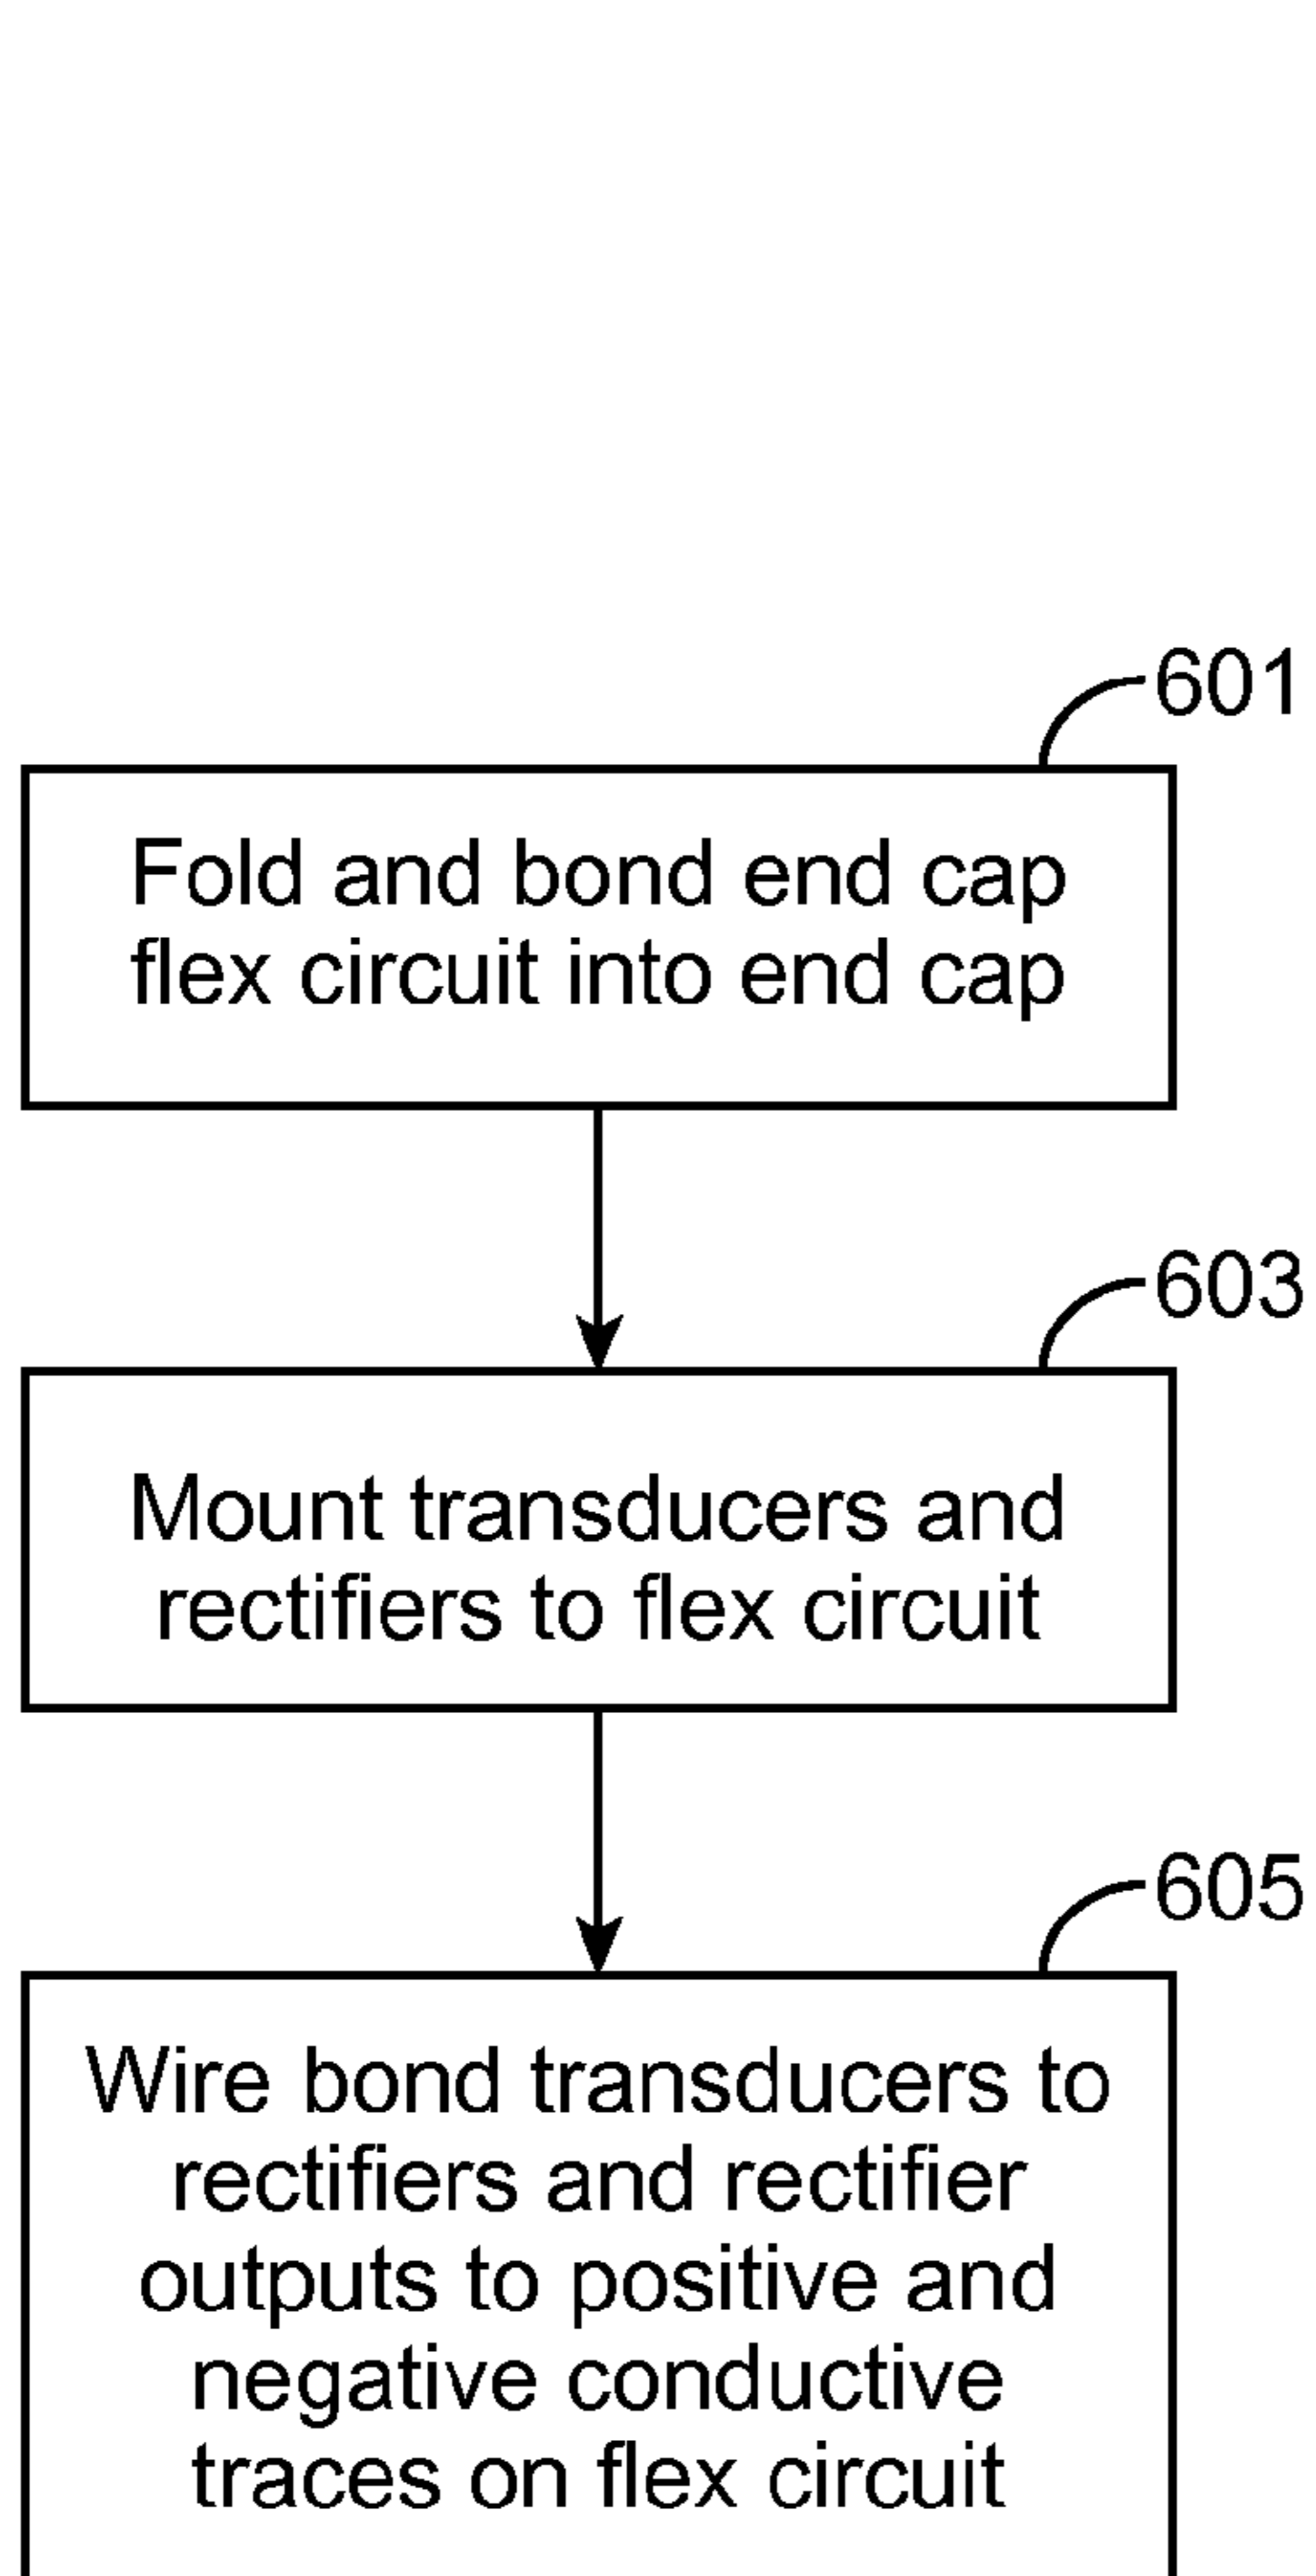 601
Fold and bond end cap
flex circuit into end cap
603
Mount transducers and
rectifiers to flex circuit
605
Wire bond transducers to
rectifiers and rectifier
outputs to positive and
negative conductive
traces on flex circuit